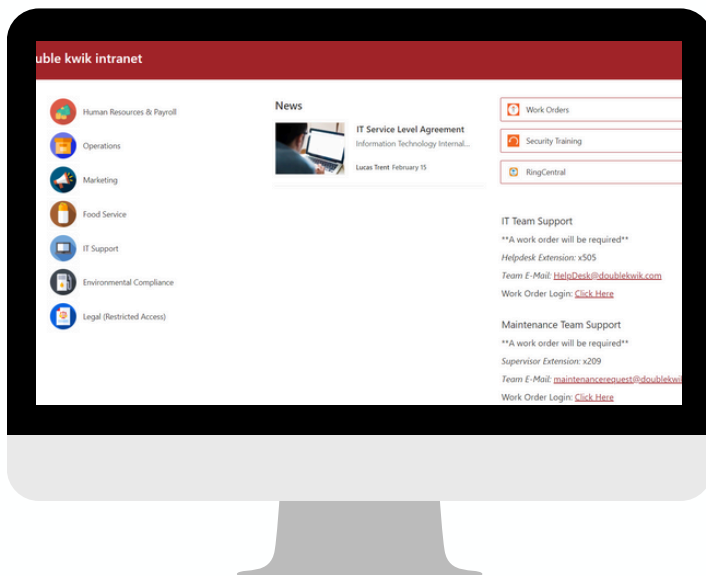 uble kwik intranet
Human Resources & Payroll
Operations
Marketing
Food Service
IT Support
Environmental Compliance
Legal (Restricted Access)
News
IT Service Level Agreement
Information Technology Internal...
Lucas Trent February 15
Work Orders
Security Training
RingCentral
IT Team Support
**A work order will be required**
Helpdesk Extension: x505
Team E-Mail: HelpDesk@doublekwik.com
Work Order Login: Click Here
Maintenance Team Support
**A work order will be required**
Supervisor Extension: x209
Team E-Mail: maintenancerequest@doublekwi
Work Order Login: Click Here